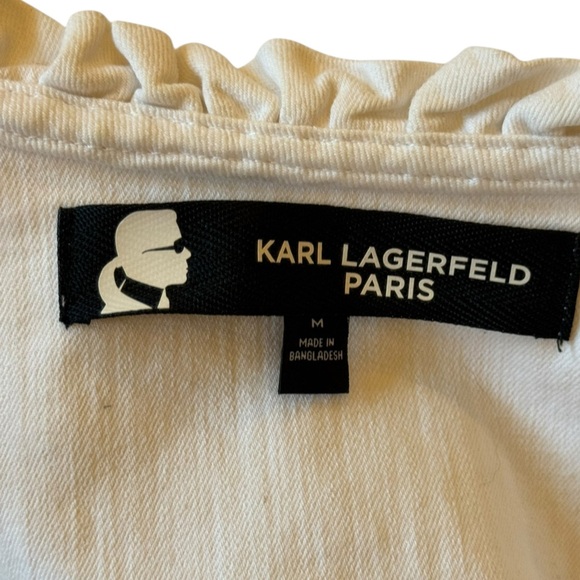 KARL LAGERFELD
PARIS
M
MADE IN
BANGLADESH